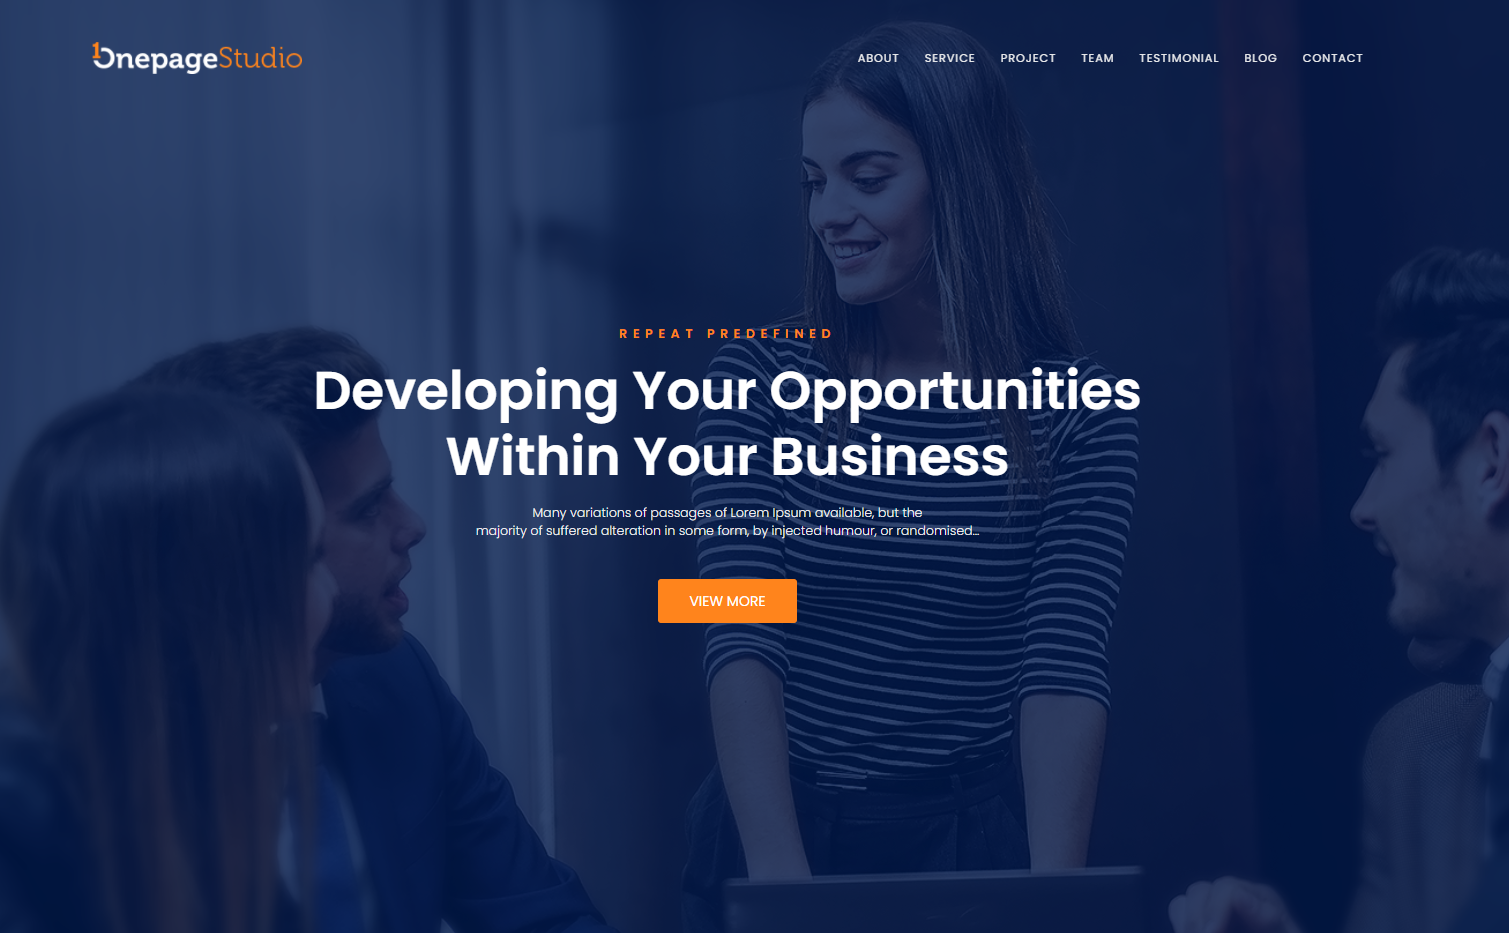 OnepageStudio
ABOUT SERVICE PROJECT TEAM TESTIMONIAL BLOG CONTACT
REPEAT PREDEFINED
Developing Your Opportunities
Within Your Business
Many variations of passages of Lorem Ipsum available, but the
majority of suffered alteration in some form, by injected humour, or randomised...
VIEW MORE